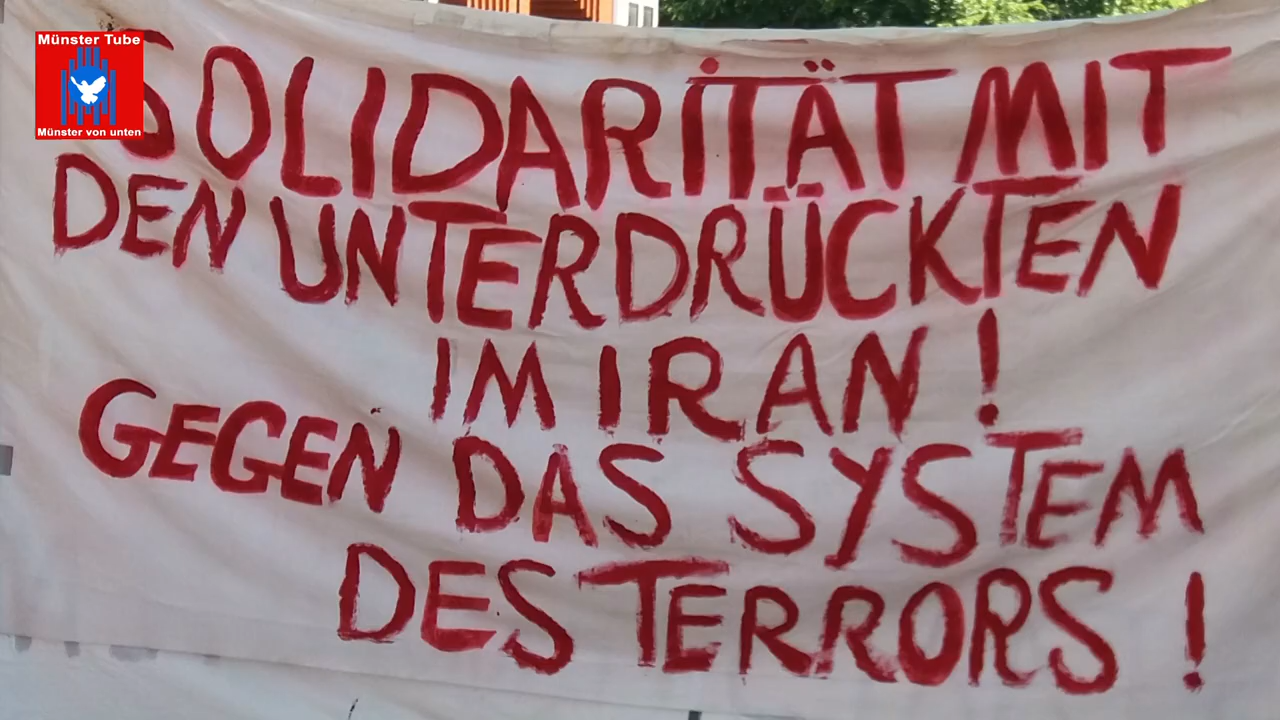 Münster Tube
Münster von unten
SOLIDARITÄT MIT
DEN UNTERDRÜCKTEN
IM IRAN!
GEGEN DAS SYSTEM
DES TERRORS!